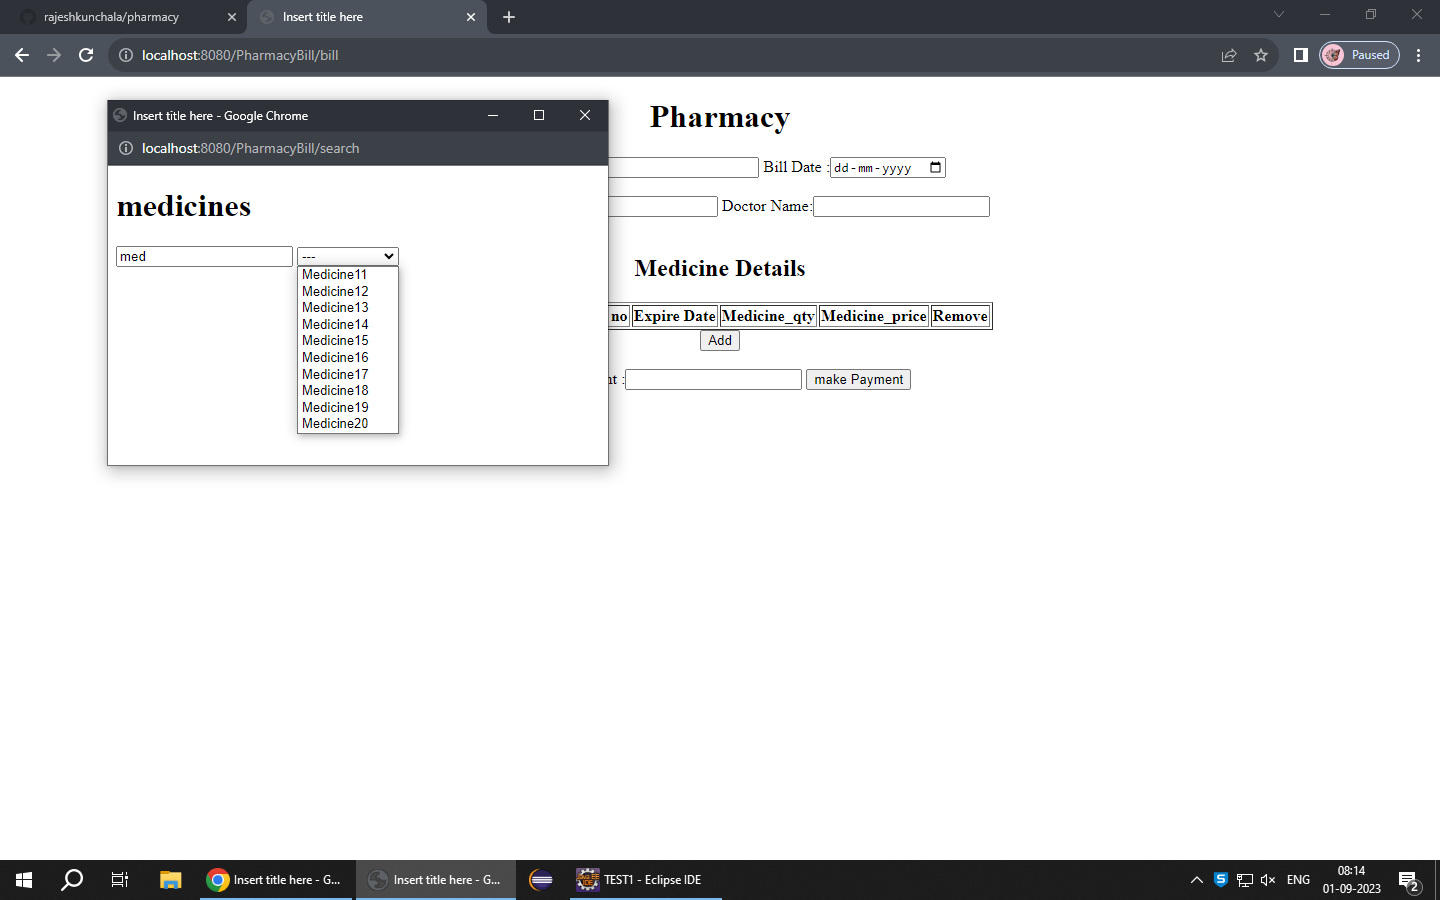 rajeshkunchala/pharmacy
Insert title here
localhost:8080/PharmacyBill/bill
Paused
Insert title here - Google Chrome
localhost:8080/PharmacyBill/search
medicines
med
---
Medicine11
Medicine12
Medicine13
Medicine14
Medicine15
Medicine16
Medicine17
Medicine18
Medicine19
Medicine20
Pharmacy
Bill Date :dd-mm-yyyy
Doctor Name:
Medicine Details
no Expire Date Medicine_qty Medicine_price Remove
Add
nt : make Payment
Insert title here - G...
Insert title here - G...
TEST1 - Eclipse IDE
ENG
08:14
01-09-2023
2